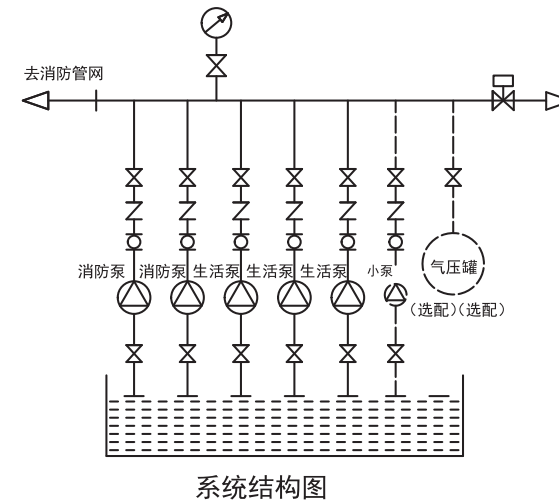 去消防管网
消防泵 消防泵 生活泵 生活泵 生活泵 小泵 气压罐
（选配）（选配）
系统结构图